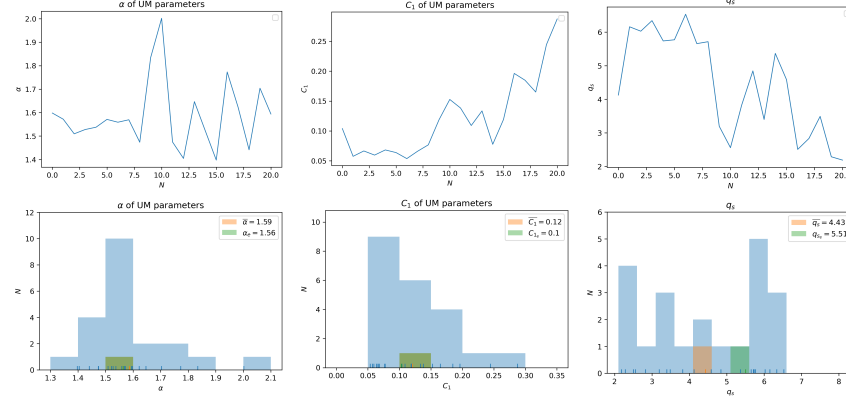 α of UM parameters
C₁ of UM parameters
qₛ
2.0
1.9
1.8
1.7
1.6
1.5
1.4
α
0.0 2.5 5.0 7.5 10.0 12.5 15.0 17.5 20.0
N
0.25
0.20
0.15
0.10
0.05
C₁
0.0 2.5 5.0 7.5 10.0 12.5 15.0 17.5 20.0
N
6
5
4
3
2
qₛ
0.0 2.5 5.0 7.5 10.0 12.5 15.0 17.5 20.0
N
α of UM parameters
12
10
8
6
4
2
0
N
1.3 1.4 1.5 1.6 1.7 1.8 1.9 2.0 2.1
α
α̅ = 1.59
αₑ = 1.56
C₁ of UM parameters
10
8
6
4
2
0
N
0.00 0.05 0.10 0.15 0.20 0.25 0.30 0.35
C₁
C̅₁ = 0.12
C₁ₑ = 0.1
qₛ
6
5
4
3
2
1
0
N
2 3 4 5 6 7 8
qₛ
q̅ₛ = 4.43
qₛₑ = 5.51